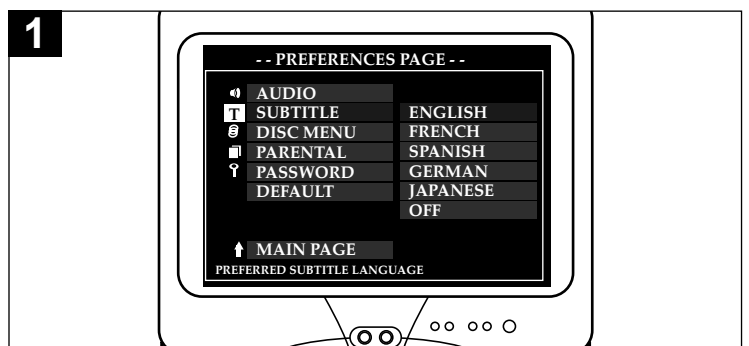 1
- - PREFERENCES PAGE - -
AUDIO
T SUBTITLE ENGLISH
DISC MENU FRENCH
PARENTAL SPANISH
PASSWORD GERMAN
DEFAULT JAPANESE
OFF
MAIN PAGE
PREFERRED SUBTITLE LANGUAGE